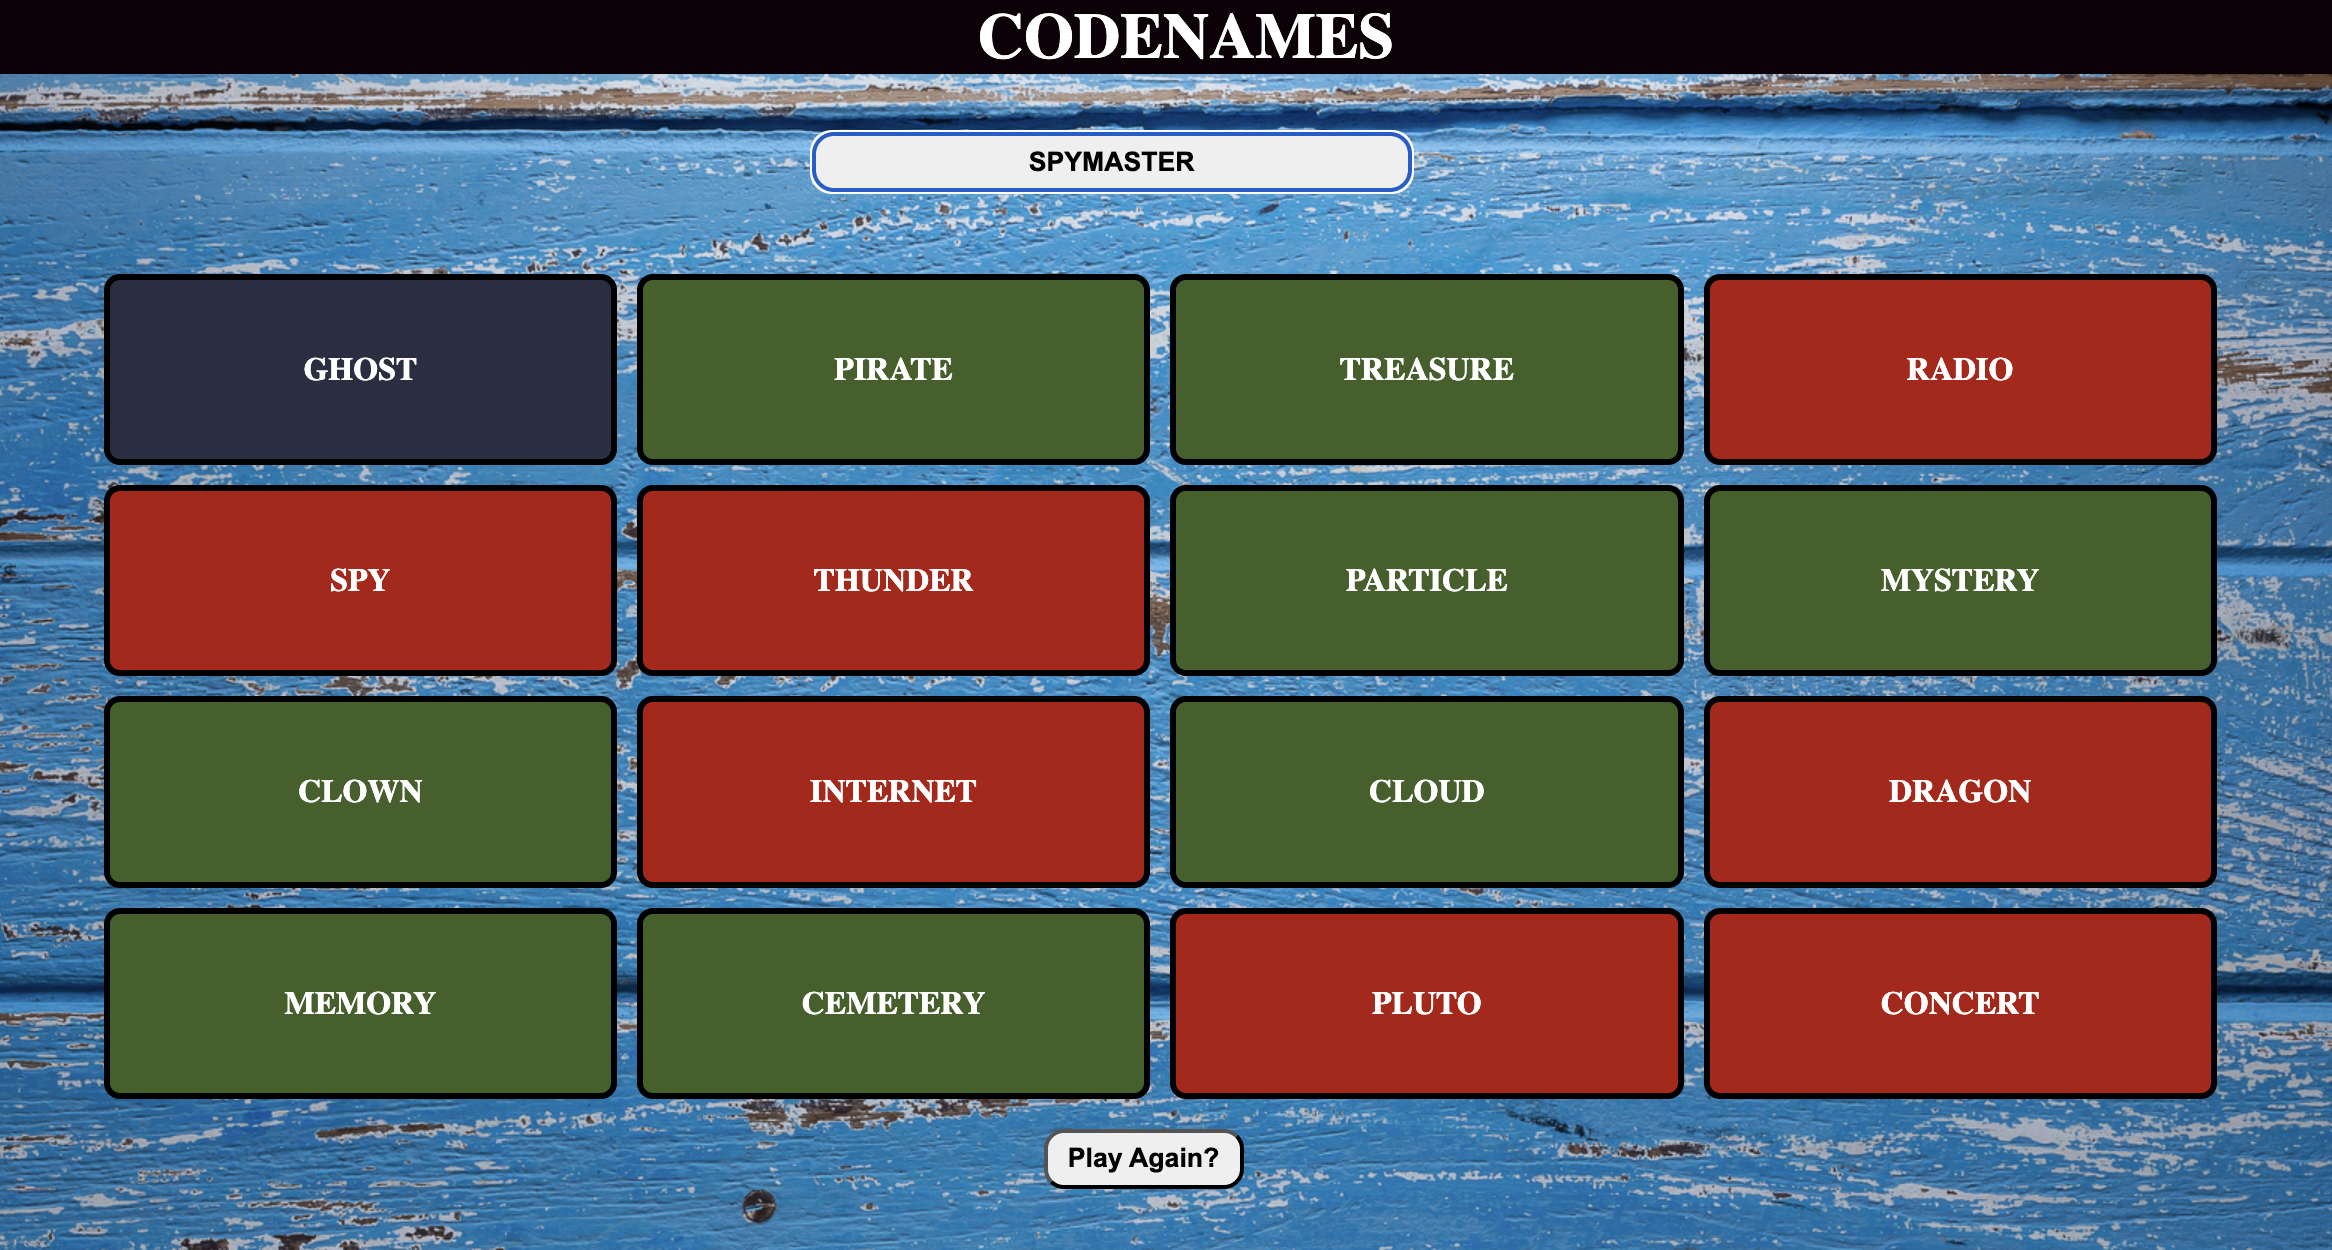 CODENAMES
SPYMASTER
GHOST
PIRATE
TREASURE
RADIO
SPY
THUNDER
PARTICLE
MYSTERY
CLOWN
INTERNET
CLOUD
DRAGON
MEMORY
CEMETERY
PLUTO
CONCERT
Play Again?